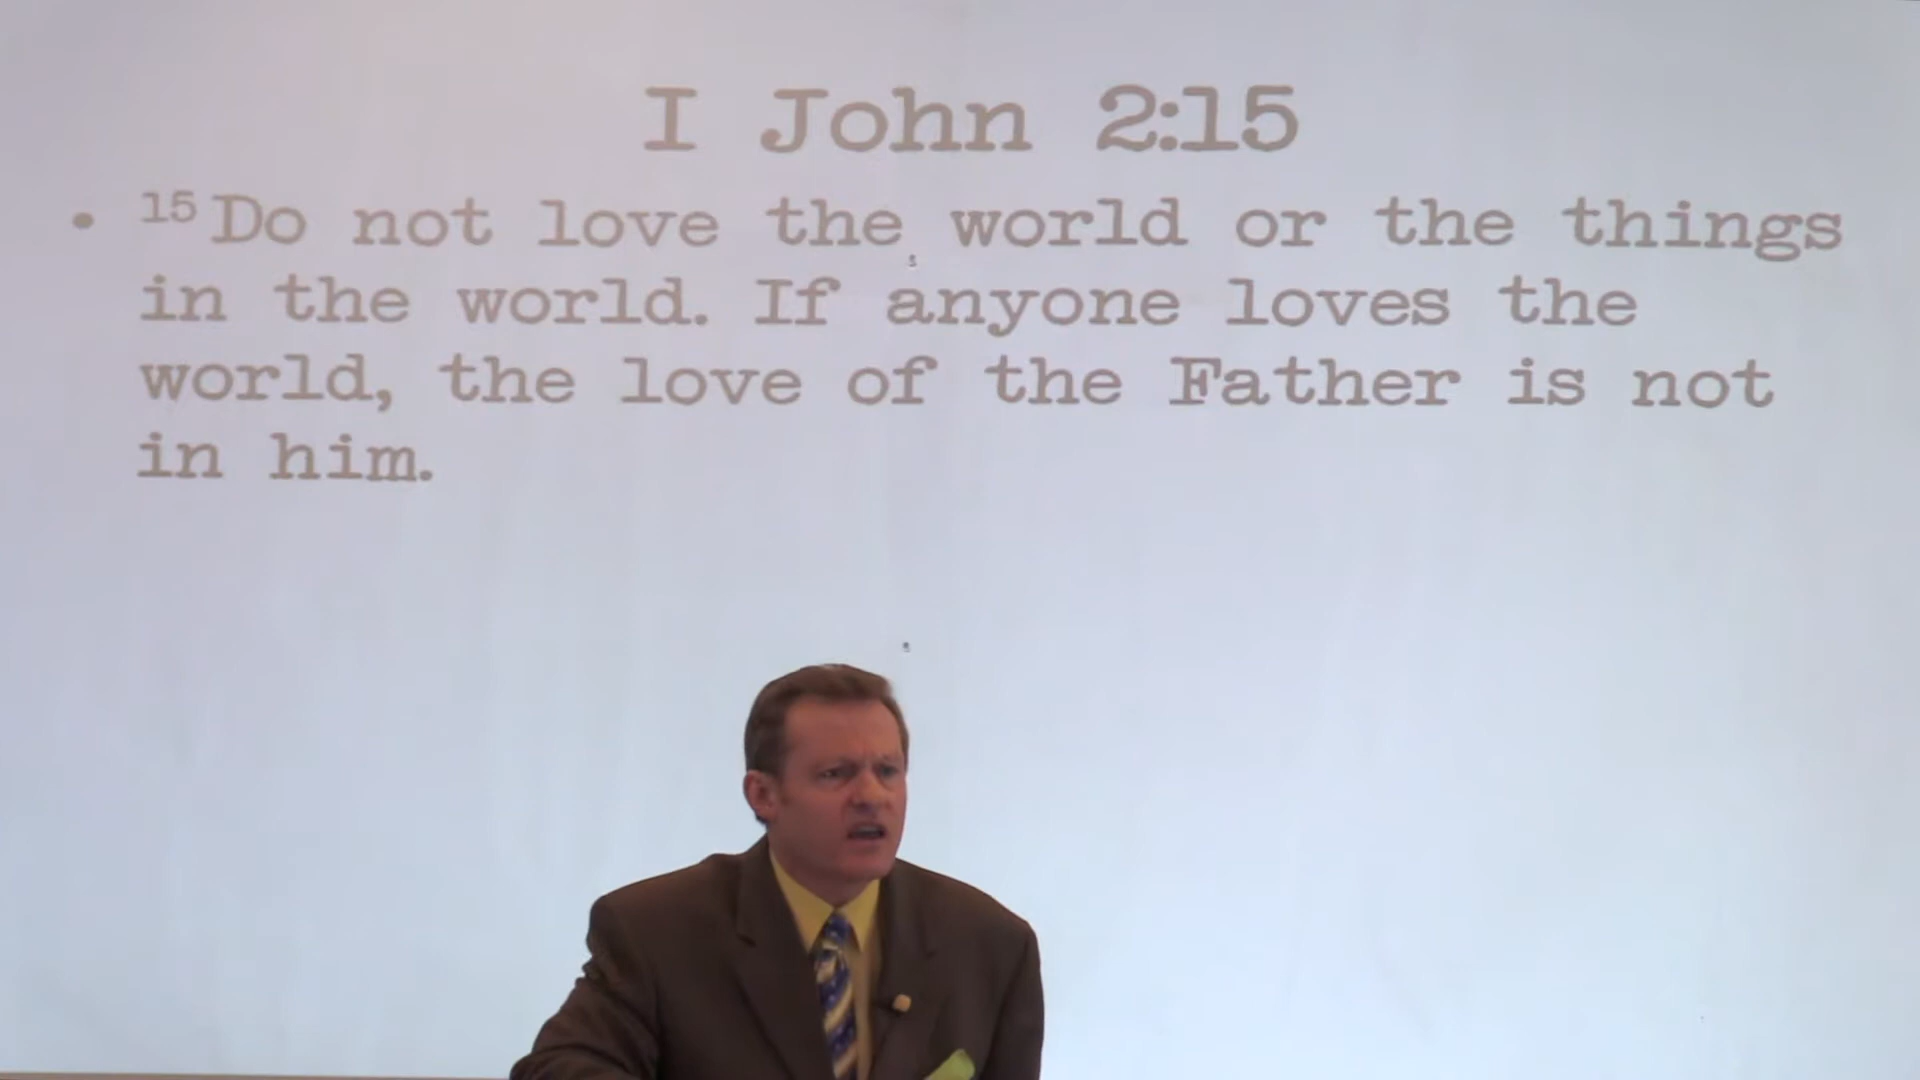 I John 2:15
• 15 Do not love the world or the things
in the world. If anyone loves the
world, the love of the Father is not
in him.